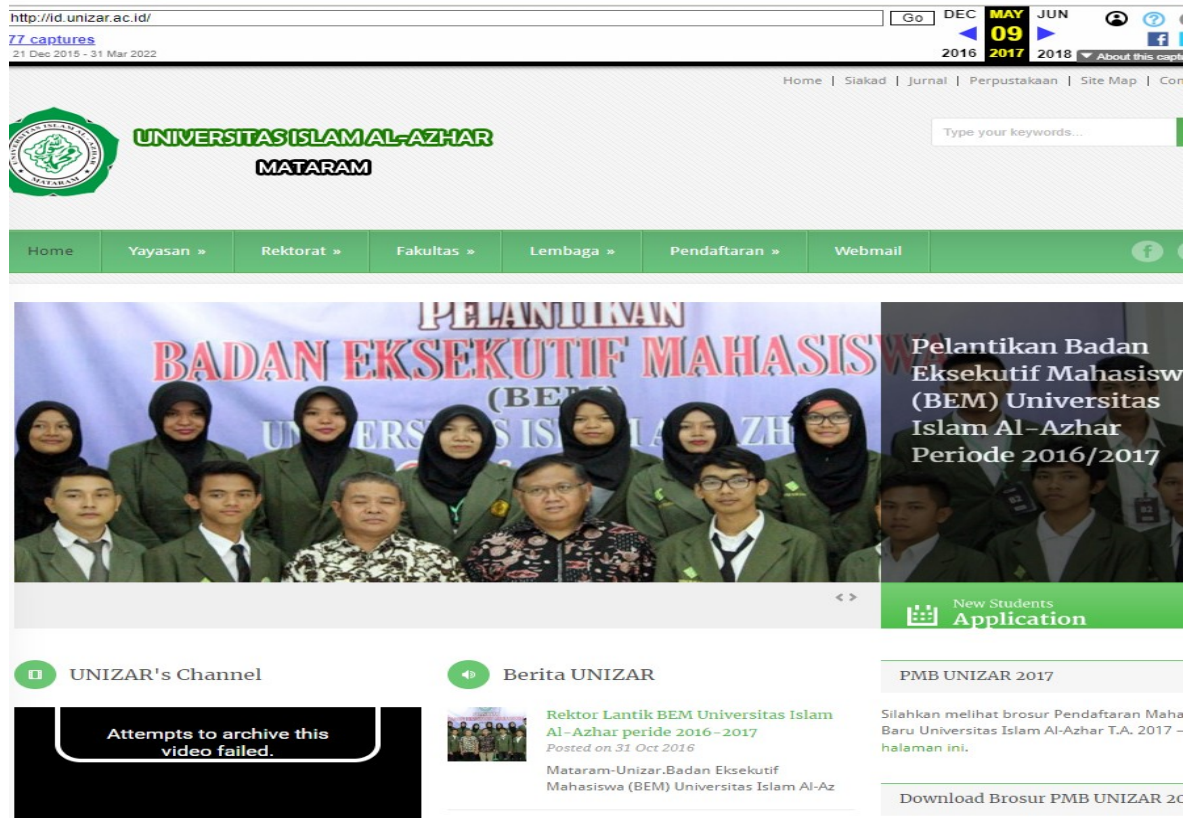 http://id.unizar.ac.id/
Go
DEC MAY JUN
77 captures
09
21 Dec 2015 - 31 Mar 2022
2016 2017 2018
About this capt
Home | Siakad | Jurnal | Perpustakaan | Site Map | Con
UNIVERSITAS ISLAM AL-AZHAR
MATARAM
Type your keywords...
UNIVERSITAS ISLAM AL-AZHAR
MATARAM
Home
Yayasan »
Rektorat »
Fakultas »
Lembaga »
Pendaftaran »
Webmail
PELANTIKAN
BADAN EKSEKUTIF MAHASISWA
Pelantikan Badan
Eksekutif Mahasisw
(BEM) Universitas
Islam Al-Azhar
Periode 2016/2017
< >
New Students
Application
UNIZAR's Channel
Attempts to archive this
video failed.
Berita UNIZAR
Rektor Lantik BEM Universitas Islam
Al-Azhar peride 2016-2017
Posted on 31 Oct 2016
Mataram-Unizar.Badan Eksekutif
Mahasiswa (BEM) Universitas Islam Al-Az
PMB UNIZAR 2017
Silahkan melihat brosur Pendaftaran Maha
Baru Universitas Islam Al-Azhar T.A. 2017 –
halaman ini.
Download Brosur PMB UNIZAR 20